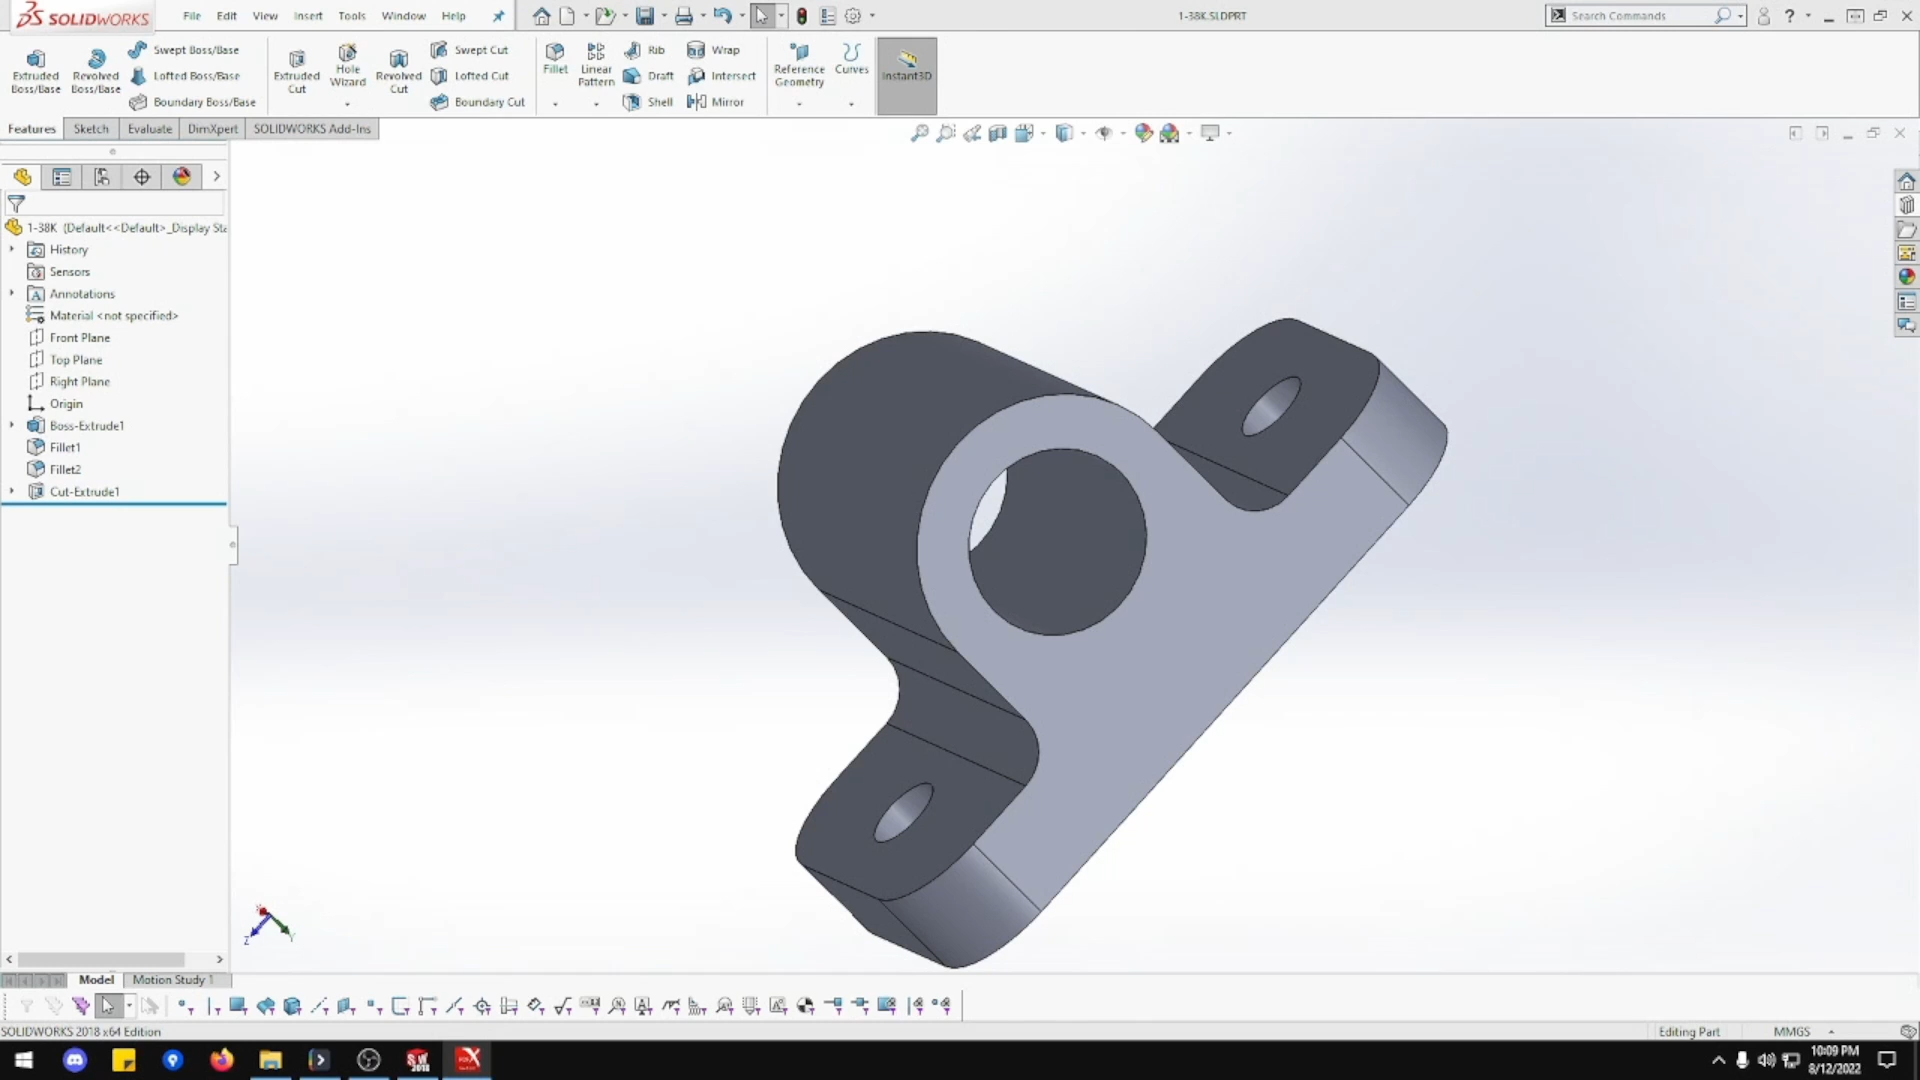 SOLIDWORKS File Edit View Insert Tools Window Help 1-38K.SLDPRT Search Commands ?
Extruded Boss/Base
Revolved Boss/Base
Swept Boss/Base
Lofted Boss/Base
Boundary Boss/Base
Extruded Cut
Hole Wizard
Revolved Cut
Swept Cut
Lofted Cut
Boundary Cut
Fillet
Linear Pattern
Rib
Draft
Shell
Wrap
Intersect
Mirror
Reference Geometry
Curves
Instant3D
Features Sketch Evaluate DimXpert SOLIDWORKS Add-Ins
1-38K (Default<<Default>_Display Sta
History
Sensors
Annotations
Material <not specified>
Front Plane
Top Plane
Right Plane
Origin
Boss-Extrude1
Fillet1
Fillet2
Cut-Extrude1
Z Y
Model Motion Study 1
SOLIDWORKS 2018 x64 Edition Editing Part MMGS
10:09 PM
8/12/2022